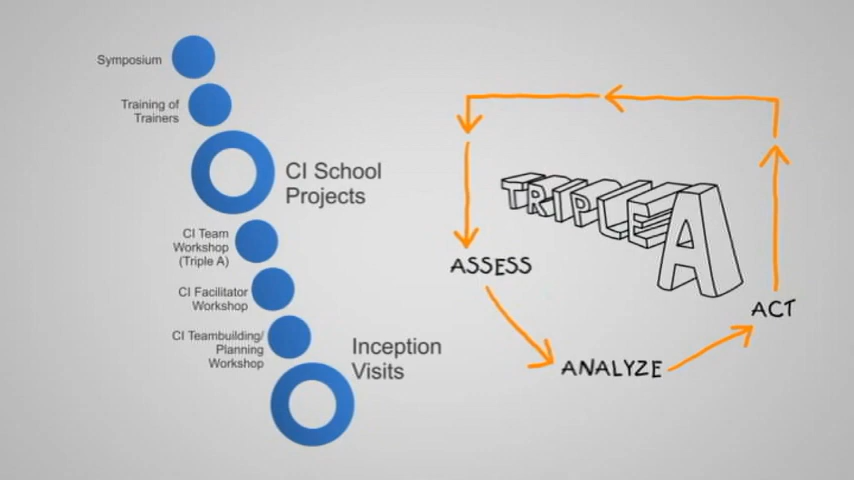 Symposium
Training of
Trainers
CI School
Projects
CI Team
Workshop
(Triple A)
CI Facilitator
Workshop
CI Teambuilding/
Planning
Workshop
Inception
Visits
TRIPLE A
ASSESS
ANALYZE
ACT